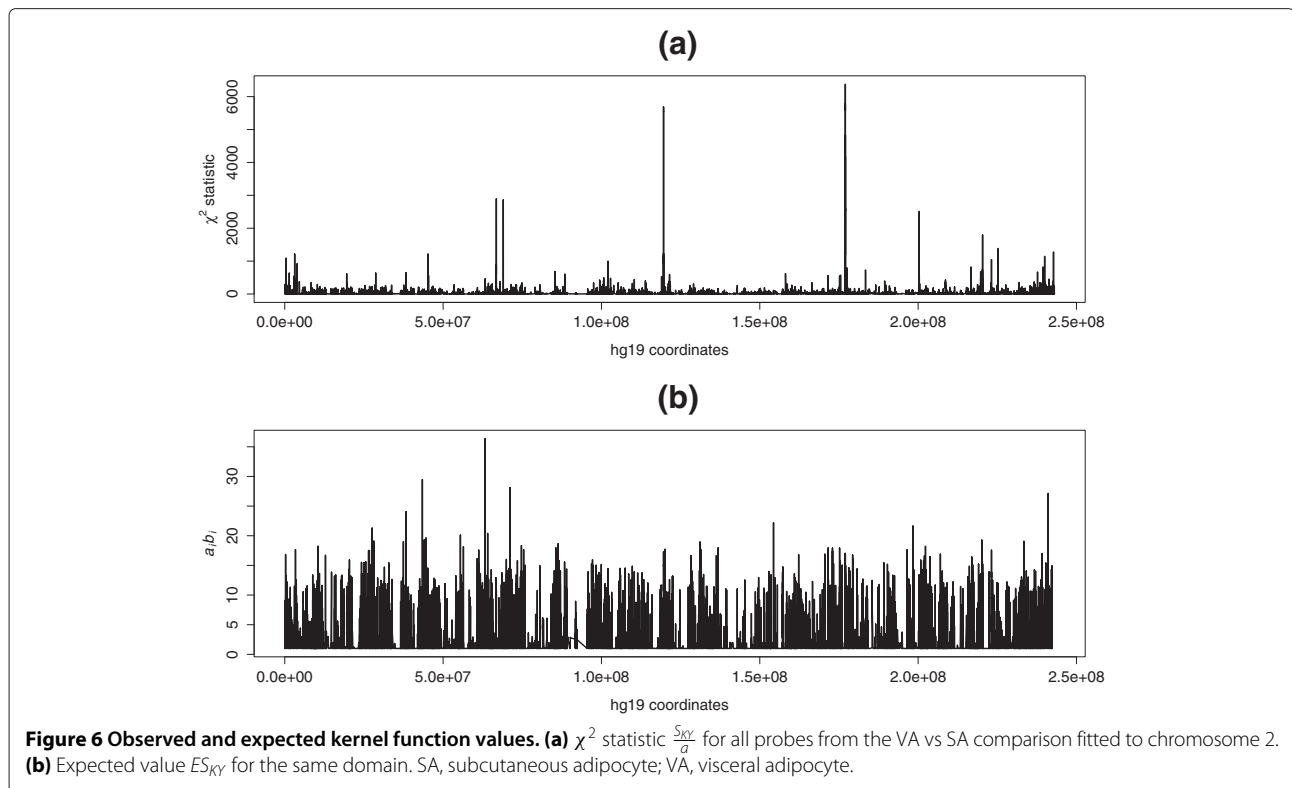 (a)
6000
4000
2000
0
χ² statistic
0.0e+00 5.0e+07 1.0e+08 1.5e+08 2.0e+08 2.5e+08
hg19 coordinates
(b)
30
20
10
5
0
aᵢbᵢ
0.0e+00 5.0e+07 1.0e+08 1.5e+08 2.0e+08 2.5e+08
hg19 coordinates
Figure 6 Observed and expected kernel function values. (a) χ² statistic S_KY/a for all probes from the VA vs SA comparison fitted to chromosome 2.
(b) Expected value ES_KY for the same domain. SA, subcutaneous adipocyte; VA, visceral adipocyte.